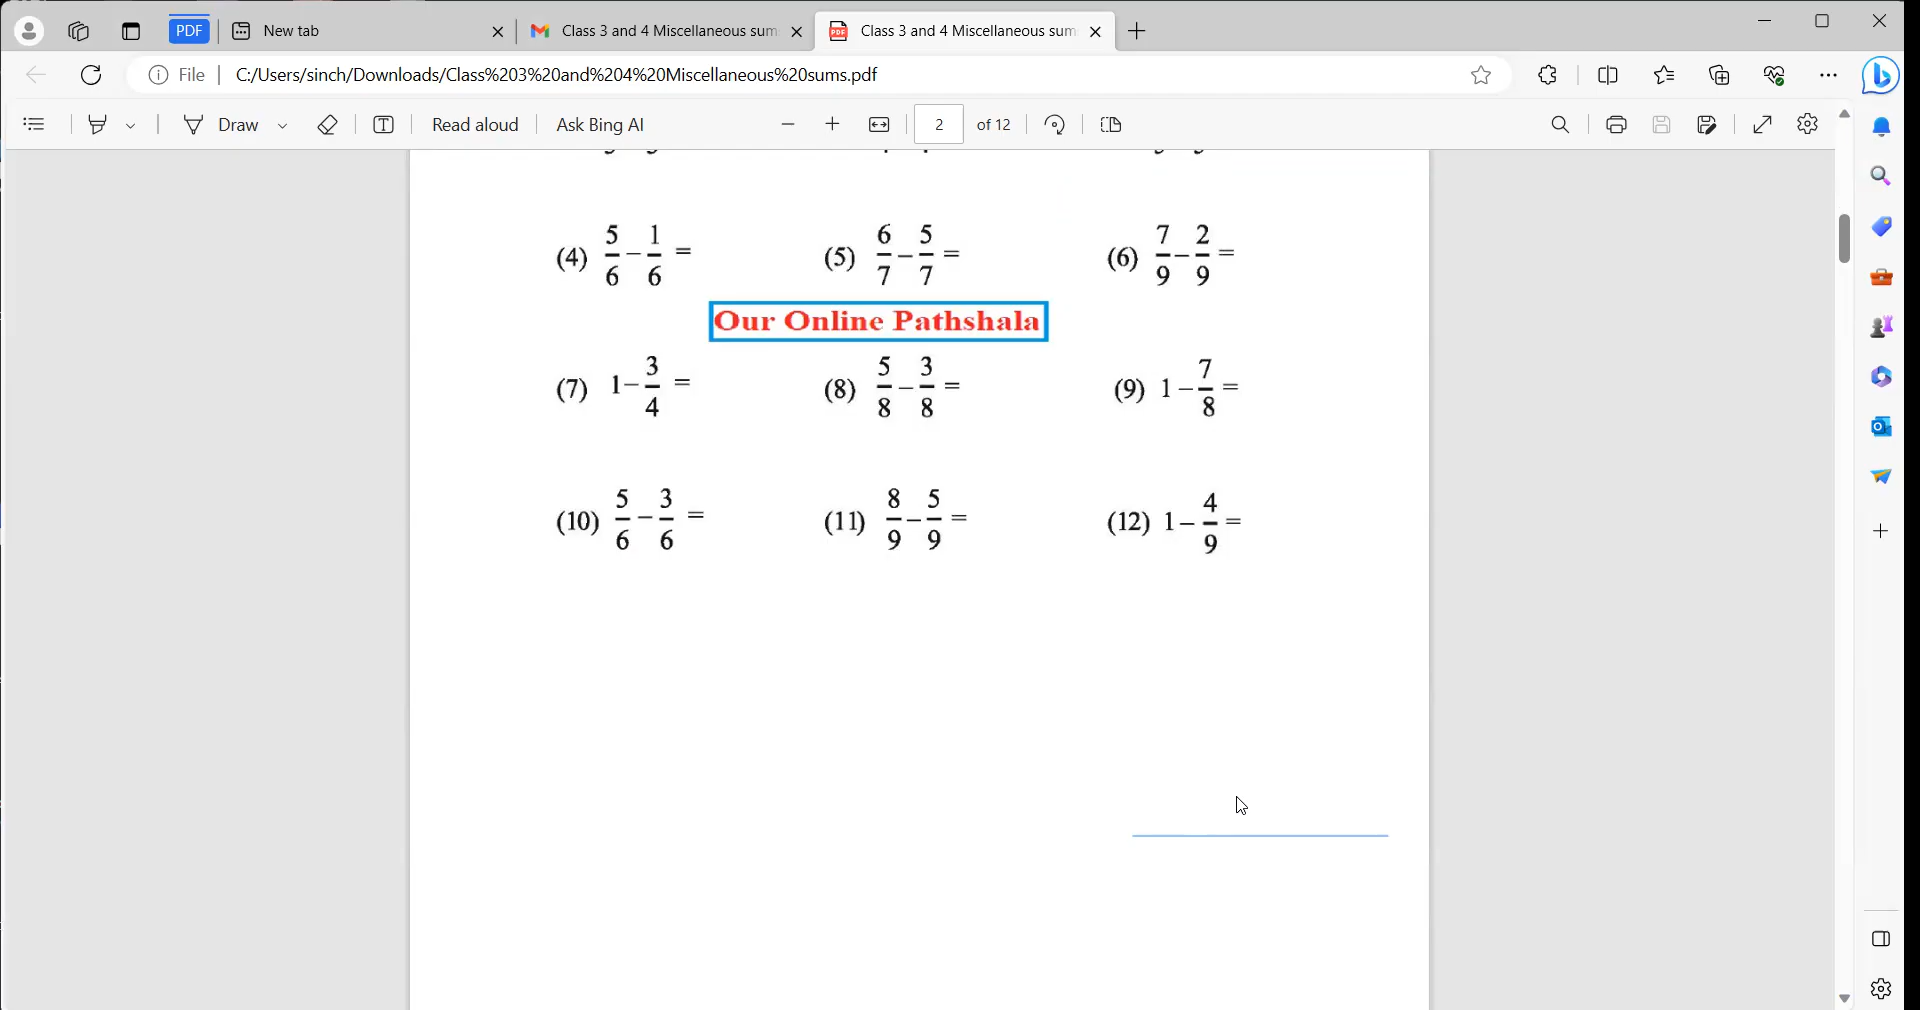 PDF
New tab
Class 3 and 4 Miscellaneous sum
Class 3 and 4 Miscellaneous sum
File
C:/Users/sinch/Downloads/Class%203%20and%204%20Miscellaneous%20sums.pdf
Draw
Read aloud
Ask Bing AI
2
of 12
(4) 5/6 – 1/6 =
(5) 6/7 – 5/7 =
(6) 7/9 – 2/9 =
Our Online Pathshala
(7) 1 – 3/4 =
(8) 5/8 – 3/8 =
(9) 1 – 7/8 =
(10) 5/6 – 3/6 =
(11) 8/9 – 5/9 =
(12) 1 – 4/9 =